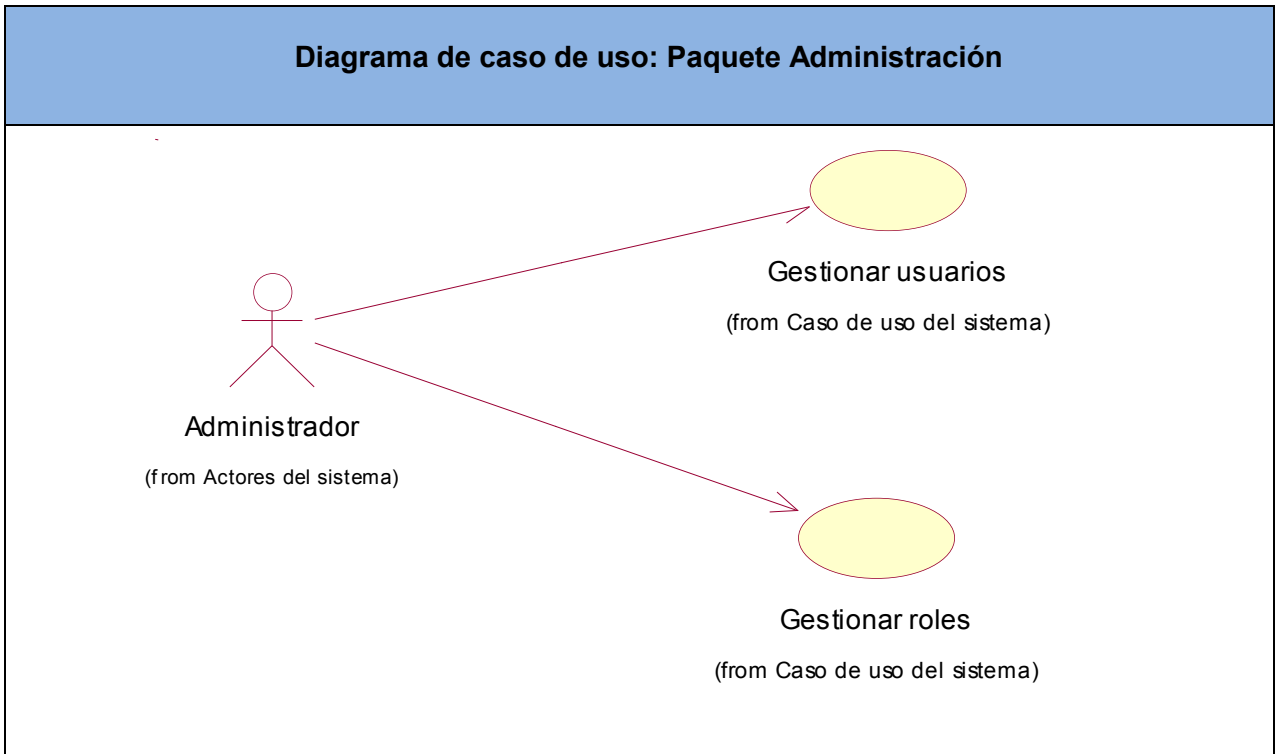 Diagrama de caso de uso: Paquete Administración
Gestionar usuarios
(from Caso de uso del sistema)
Administrador
(from Actores del sistema)
Gestionar roles
(from Caso de uso del sistema)